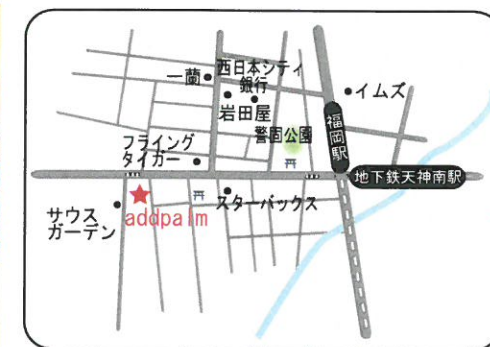 一蘭
西日本シティ
銀行
岩田屋
イムズ
警固公園
福岡駅
フライング
タイガー
地下鉄天神南駅
スターバックス
サウス
ガーデン
addpalm